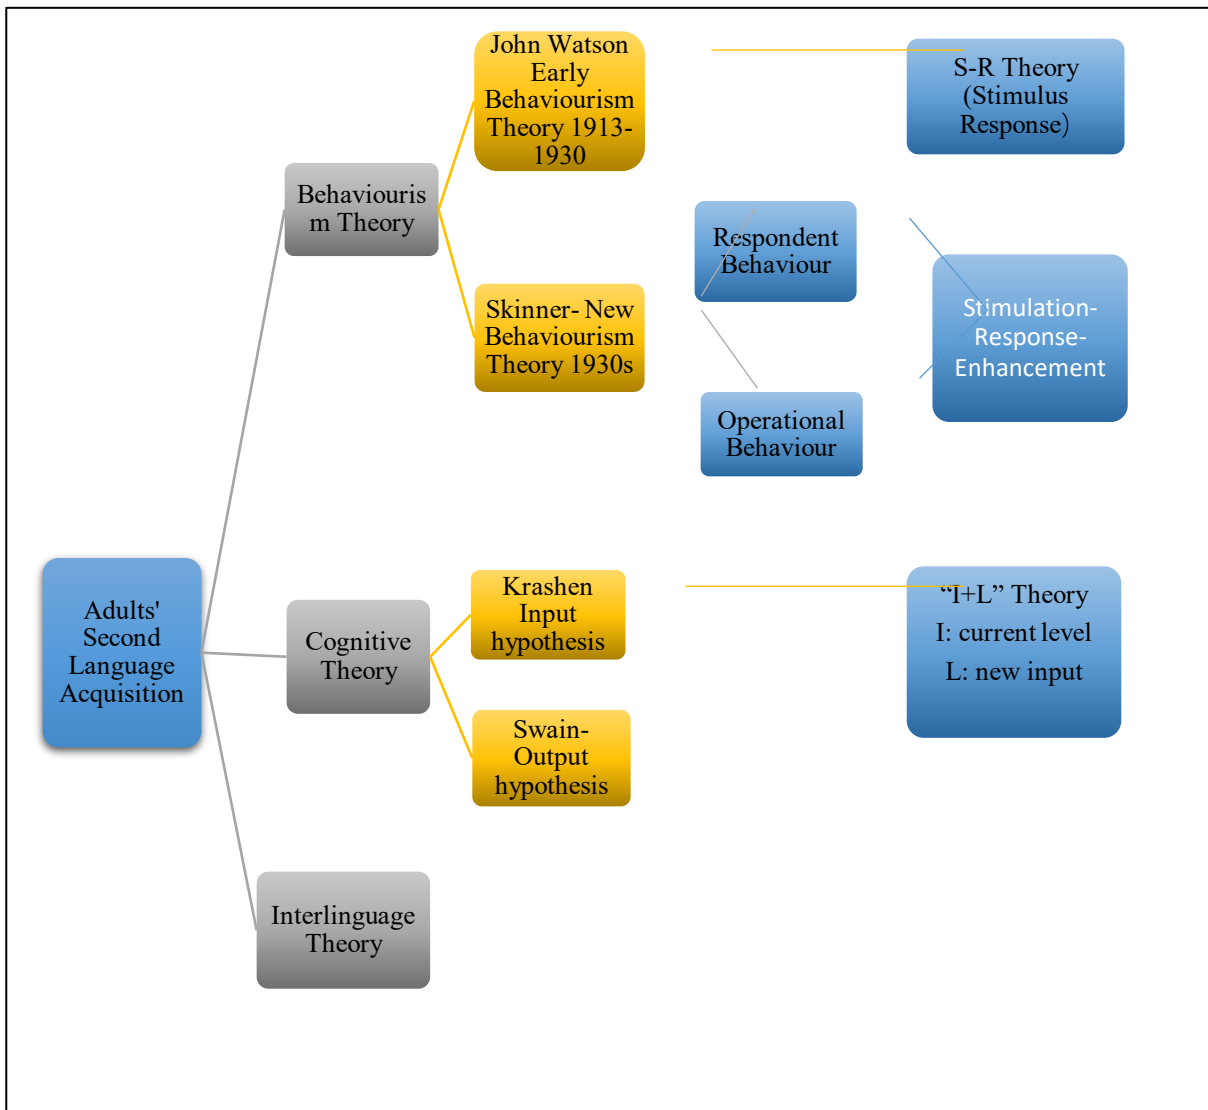 John Watson
Early
Behaviourism
Theory 1913-
1930
S-R Theory
(Stimulus
Response）
Behaviouris
m Theory
Respondent
Behaviour
Skinner- New
Behaviourism
Theory 1930s
Stimulation-
Response-
Enhancement
Operational
Behaviour
Adults'
Second
Language
Acquisition
Cognitive
Theory
Krashen
Input
hypothesis
“I+L” Theory
I: current level
L: new input
Swain-
Output
hypothesis
Interlinguage
Theory